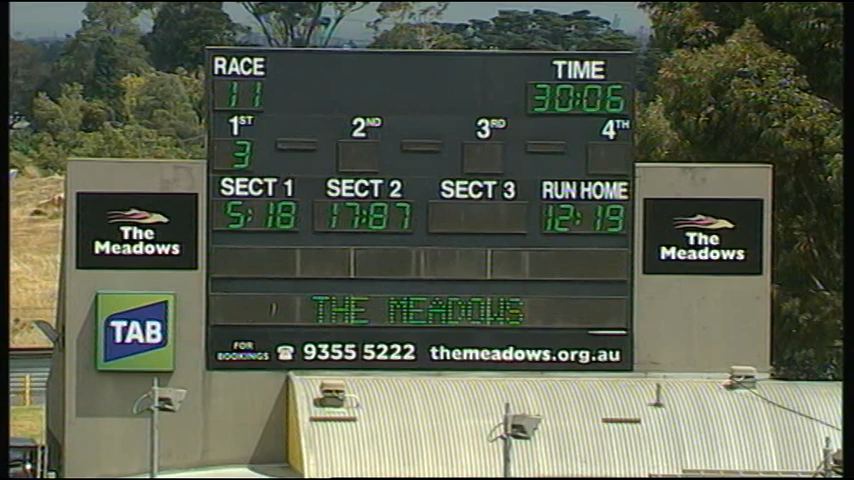 RACE TIME
11 30:06
1ST 2ND 3RD 4TH
3
SECT 1 SECT 2 SECT 3 RUN HOME
5:18 17:87 12:19
The
Meadows
The
Meadows
THE MEADOWS
TAB
FOR
BOOKINGS ☎ 9355 5222 themeadows.org.au